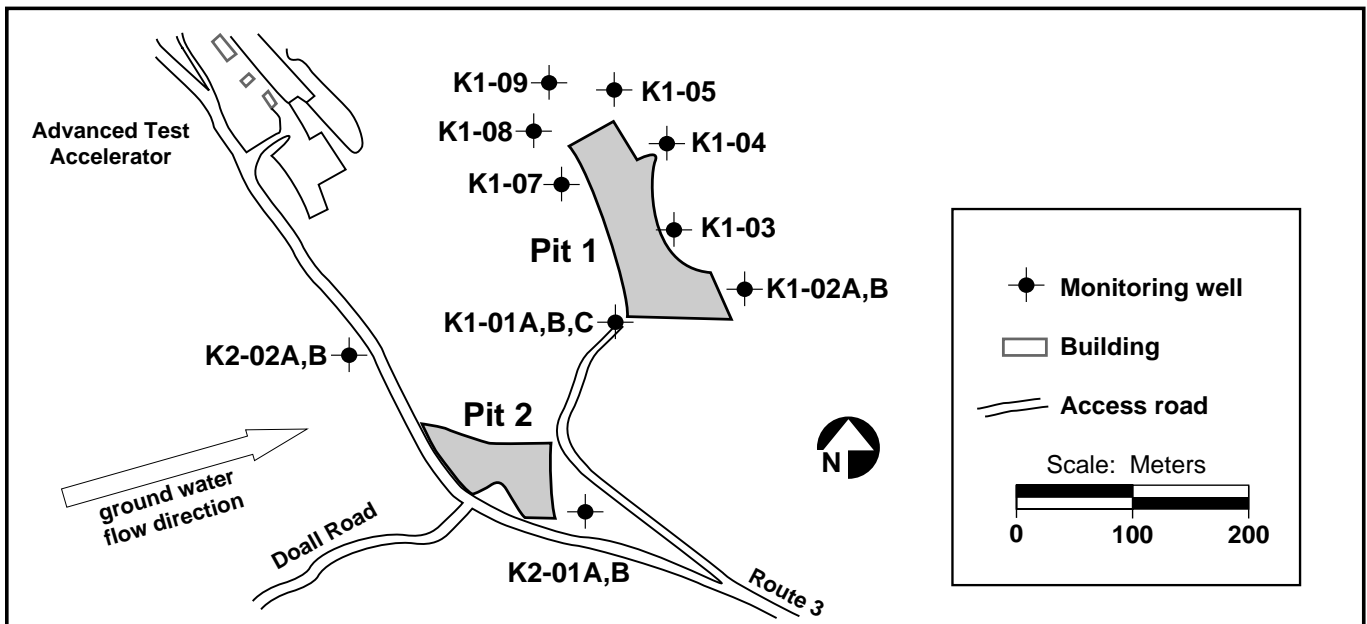 K1-09
K1-05
Advanced Test
Accelerator
K1-08
K1-04
K1-07
K1-03
Pit 1
K1-02A,B
K1-01A,B,C
K2-02A,B
Pit 2
ground water
flow direction
Doall Road
K2-01A,B
Route 3
N
Monitoring well
Building
Access road
Scale: Meters
0 100 200